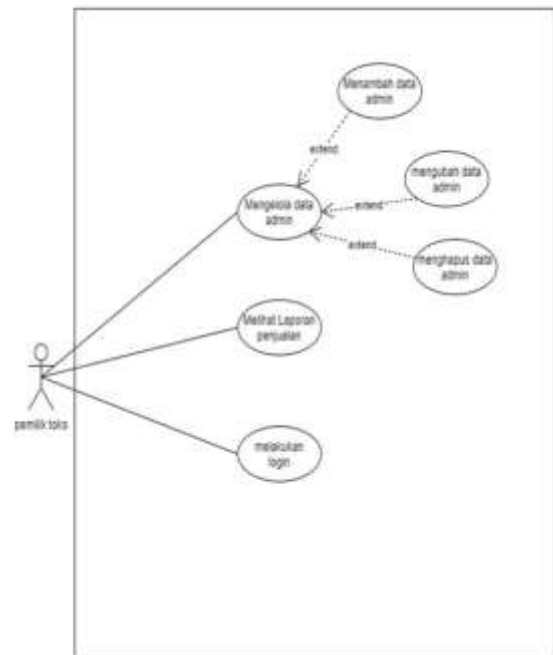 Menambah data
admin
extend
mengubah data
admin
extend
Mengelola data
admin
extend
menghapus data
admin
Melihat Laporan
penjualan
pemilik toko
melakukan
login